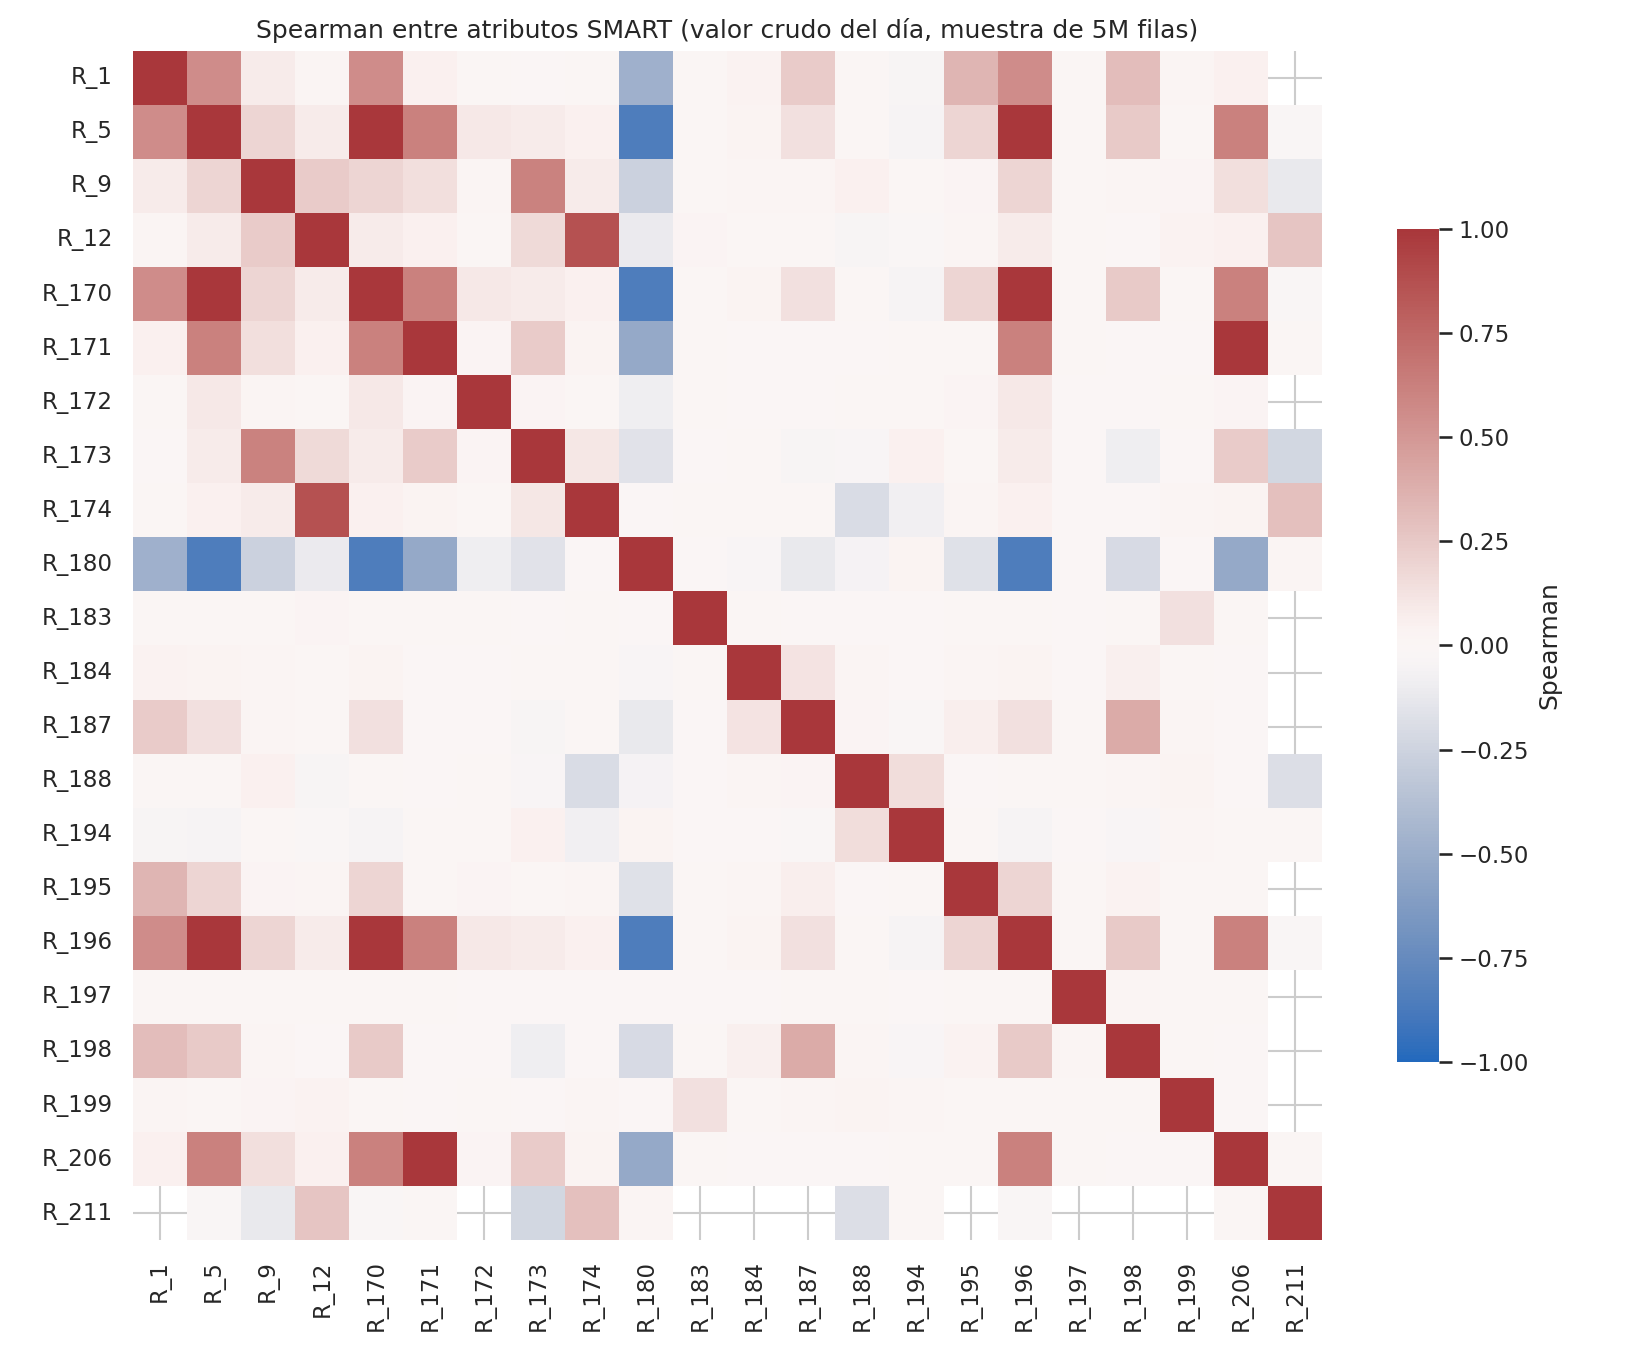 Spearman entre atributos SMART (valor crudo del día, muestra de 5M filas)
R_1
R_5
R_9
R_12
R_170
R_171
R_172
R_173
R_174
R_180
R_183
R_184
R_187
R_188
R_194
R_195
R_196
R_197
R_198
R_199
R_206
R_211
R_1 R_5 R_9 R_12 R_170 R_171 R_172 R_173 R_174 R_180 R_183 R_184 R_187 R_188 R_194 R_195 R_196 R_197 R_198 R_199 R_206 R_211
1.00
0.75
0.50
0.25
0.00
−0.25
−0.50
−0.75
−1.00
Spearman